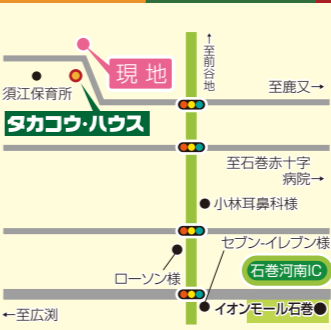 ↑至前谷地
現地
須江保育所
至鹿又→
タカコウ・ハウス
至石巻赤十字
病院→
小林耳鼻科様
セブン-イレブン様
ローソン様
石巻河南IC
イオンモール石巻
←至広渕